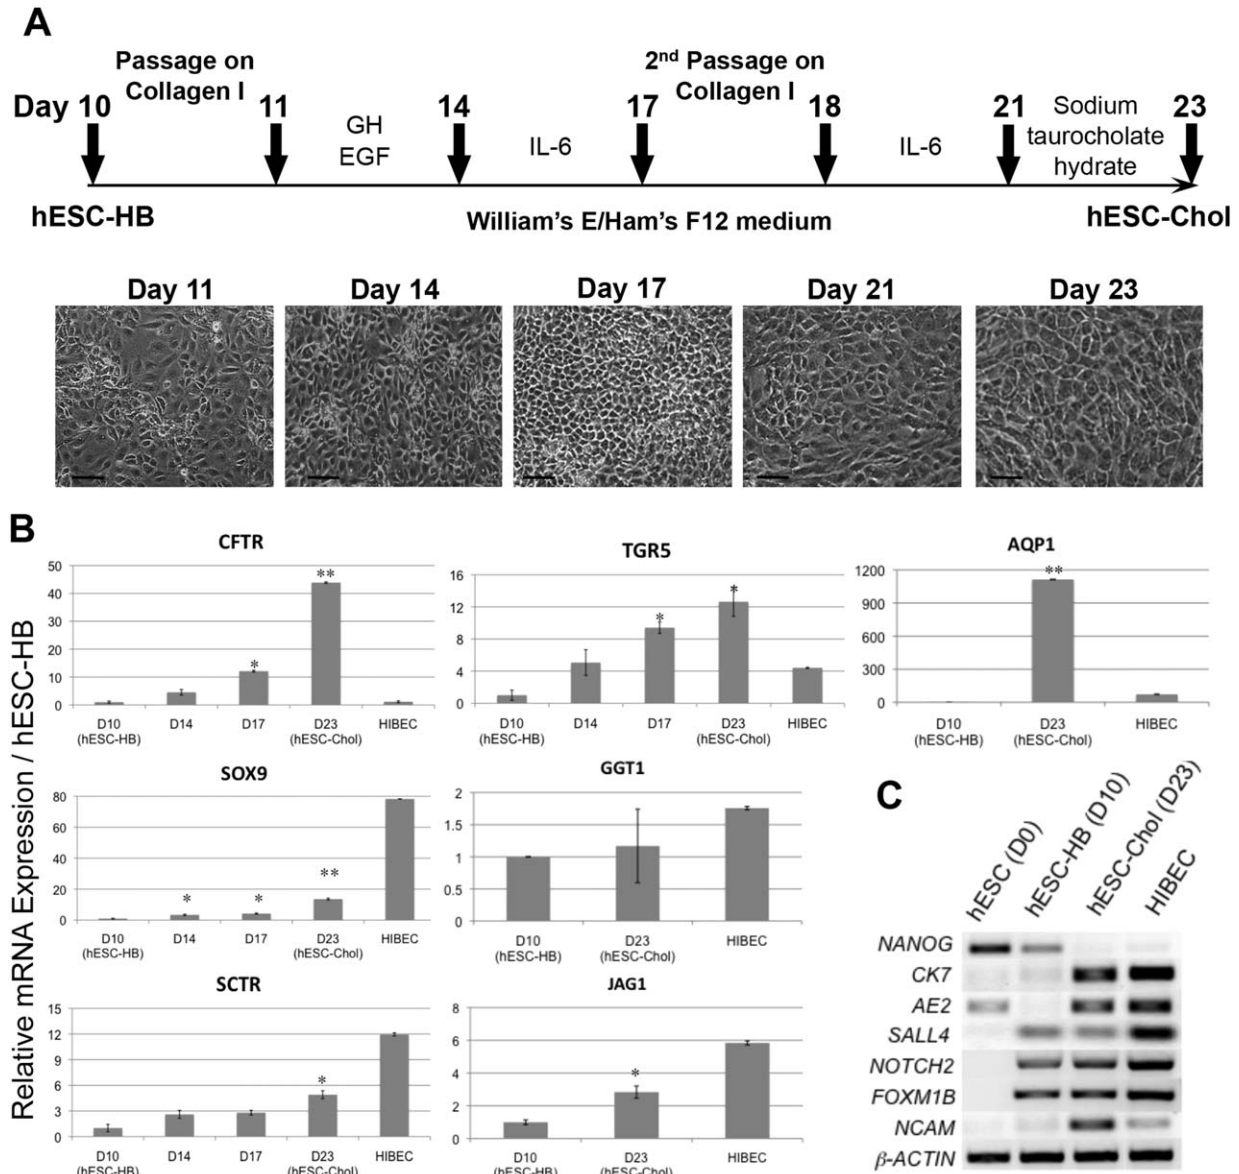 A
Passage on
Collagen I
2nd Passage on
Collagen I
Day 10
11
14
17
18
21
23
GH
EGF
IL-6
IL-6
Sodium
taurocholate
hydrate
hESC-HB
William's E/Ham's F12 medium
hESC-Chol
Day 11
Day 14
Day 17
Day 21
Day 23
B
Relative mRNA Expression / hESC-HB
CFTR
50
40
30
20
10
0
*
**
D10
(hESC-HB)
D14
D17
D23
(hESC-Chol)
HIBEC
TGR5
16
12
8
4
0
*
*
D10
(hESC-HB)
D14
D17
D23
(hESC-Chol)
HIBEC
AQP1
1200
900
600
300
0
**
D10
(hESC-HB)
D23
(hESC-Chol)
HIBEC
SOX9
80
60
40
20
0
*
*
**
D10
(hESC-HB)
D14
D17
D23
(hESC-Chol)
HIBEC
GGT1
2
1.5
1
0.5
0
D10
(hESC-HB)
D23
(hESC-Chol)
HIBEC
SCTR
15
12
9
6
3
0
*
D10
(hESC-HB)
D14
D17
D23
(hESC-Chol)
HIBEC
JAG1
8
6
4
2
0
*
D10
(hESC-HB)
D23
(hESC-Chol)
HIBEC
C
hESC (D0)
hESC-HB (D10)
hESC-Chol (D23)
HIBEC
NANOG
CK7
AE2
SALL4
NOTCH2
FOXM1B
NCAM
β-ACTIN